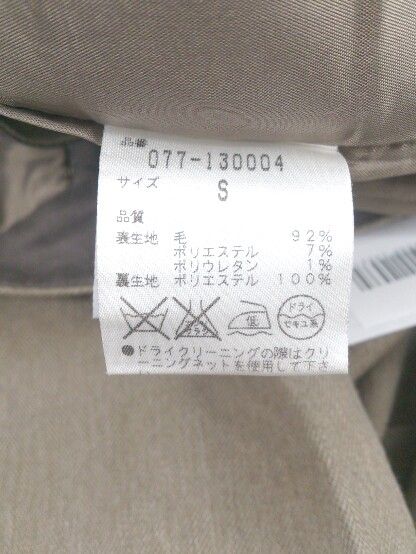 品番
077-130004
サイズ
S
品質
表生地 毛 92%
ポリエステル 7%
ポリウレタン 1%
裏生地 ポリエステル 100%
低
ドライ
セキユ系
●ドライクリーニングの際はクリ
ーニングネットを使用して下さ